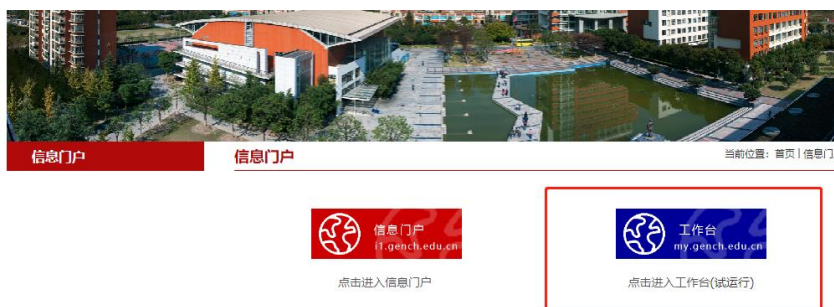 信息门户
信息门户
当前位置：首页 | 信息门
信息门户
i1.gench.edu.cn
工作台
my.gench.edu.cn
点击进入信息门户
点击进入工作台(试运行)